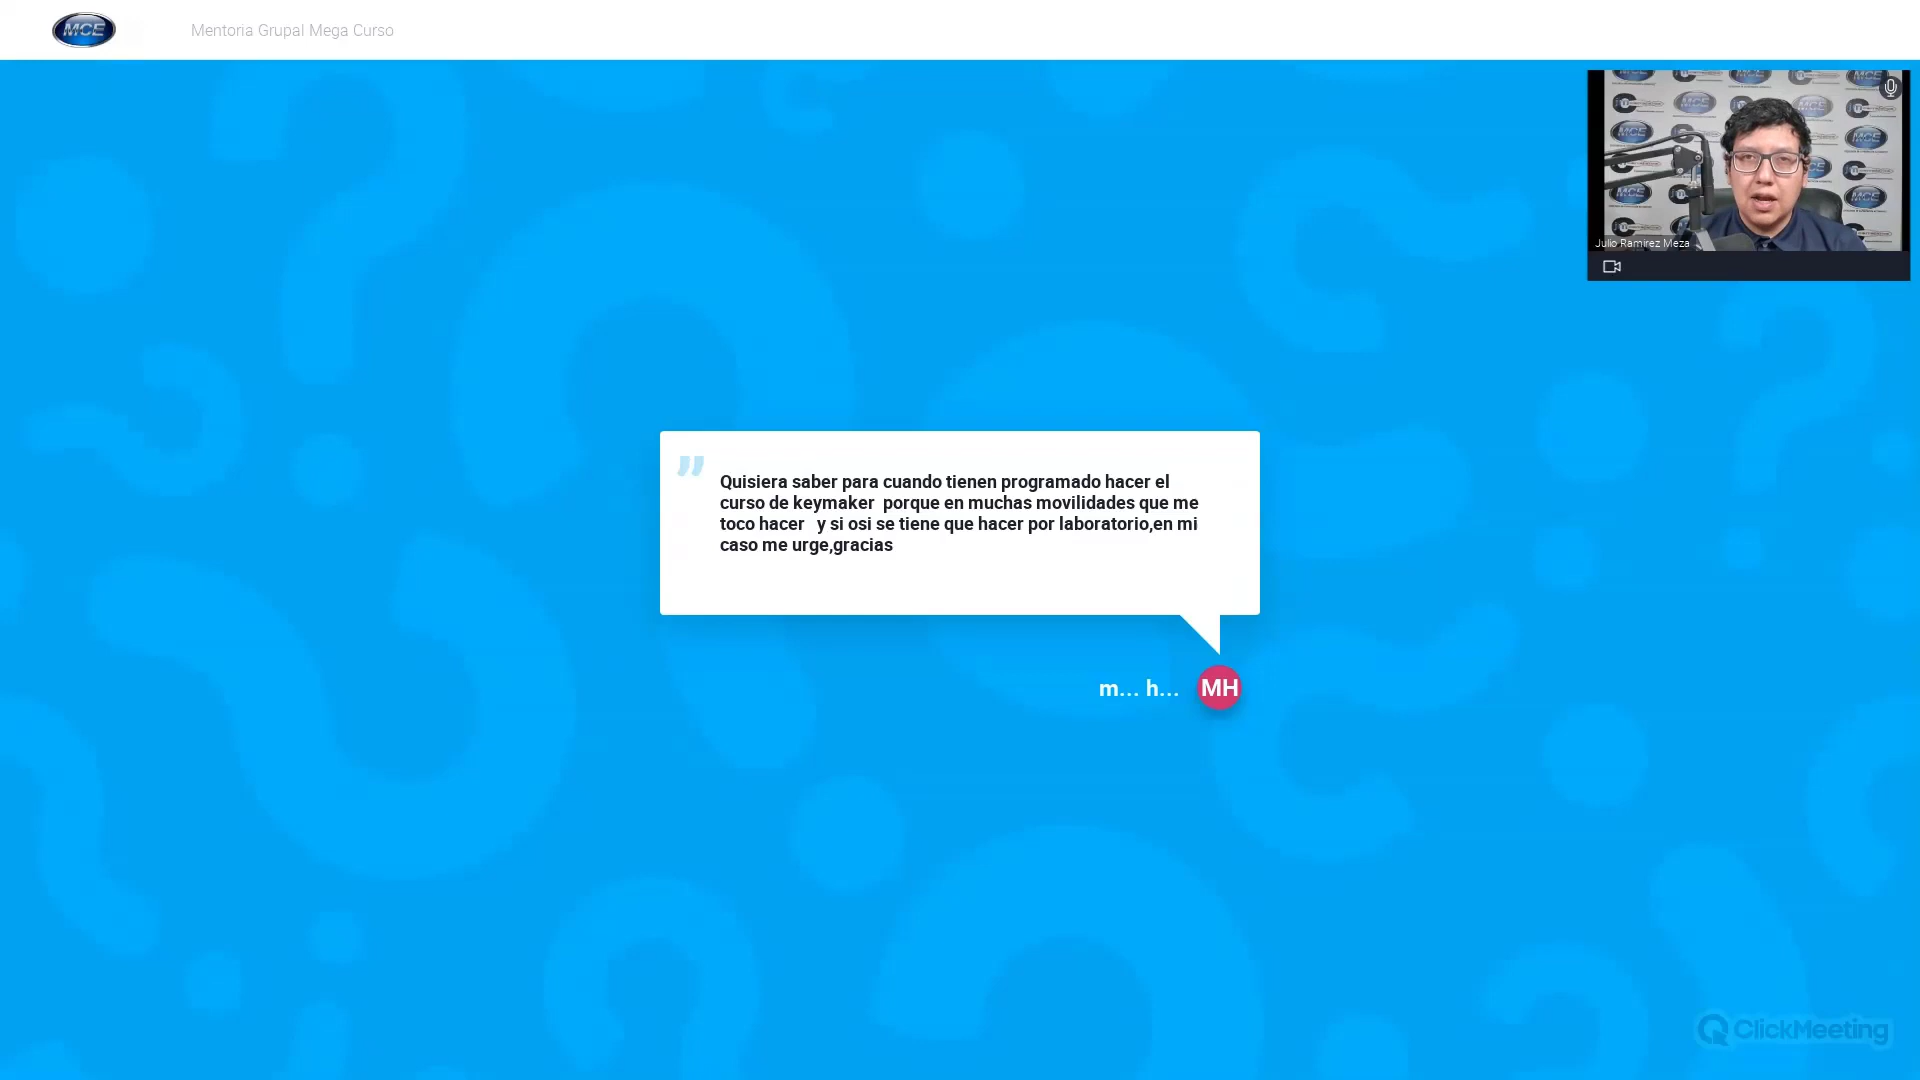 MCE
Mentoria Grupal Mega Curso
Julio Ramirez Meza
Quisiera saber para cuando tienen programado hacer el
curso de keymaker  porque en muchas movilidades que me
toco hacer   y si osi se tiene que hacer por laboratorio,en mi
caso me urge,gracias
m... h...
MH
ClickMeeting